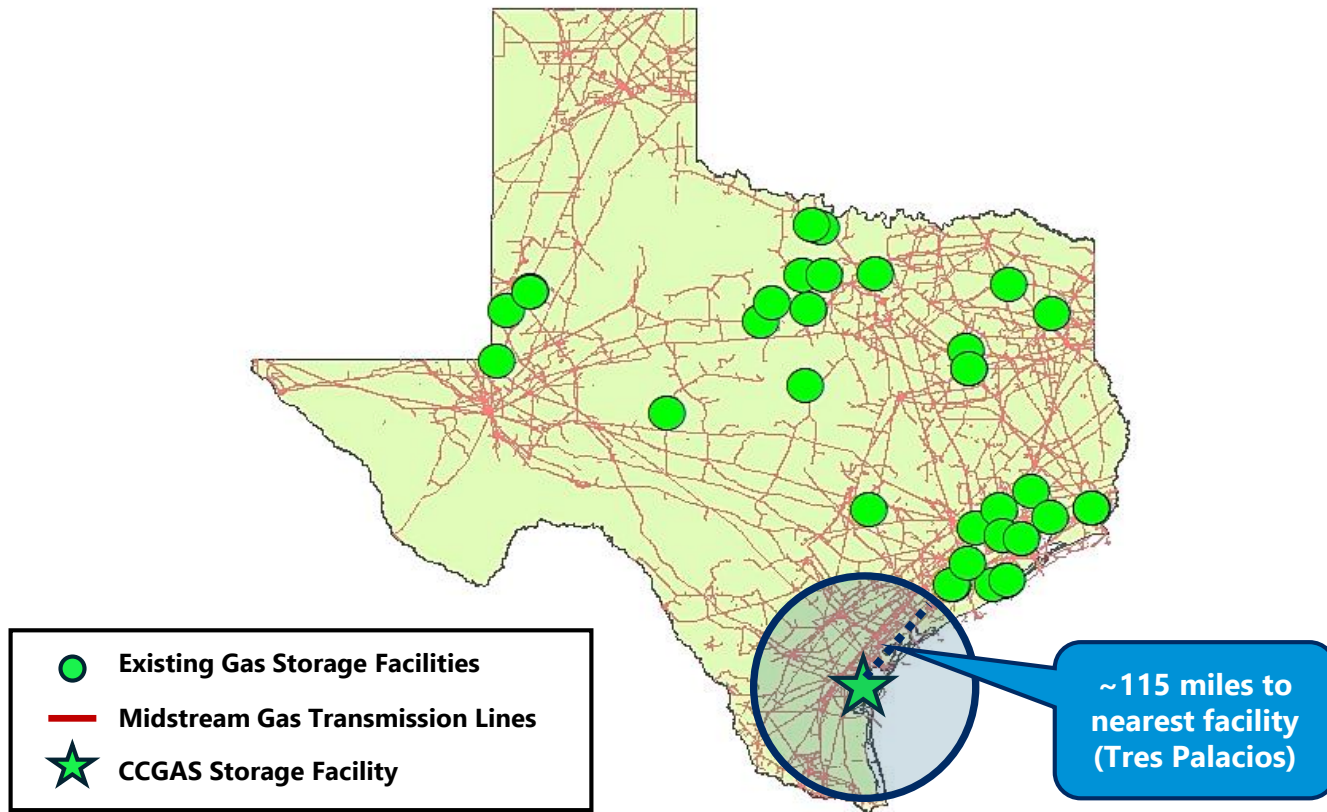 Existing Gas Storage Facilities
Midstream Gas Transmission Lines
CCGAS Storage Facility
~115 miles to
nearest facility
(Tres Palacios)